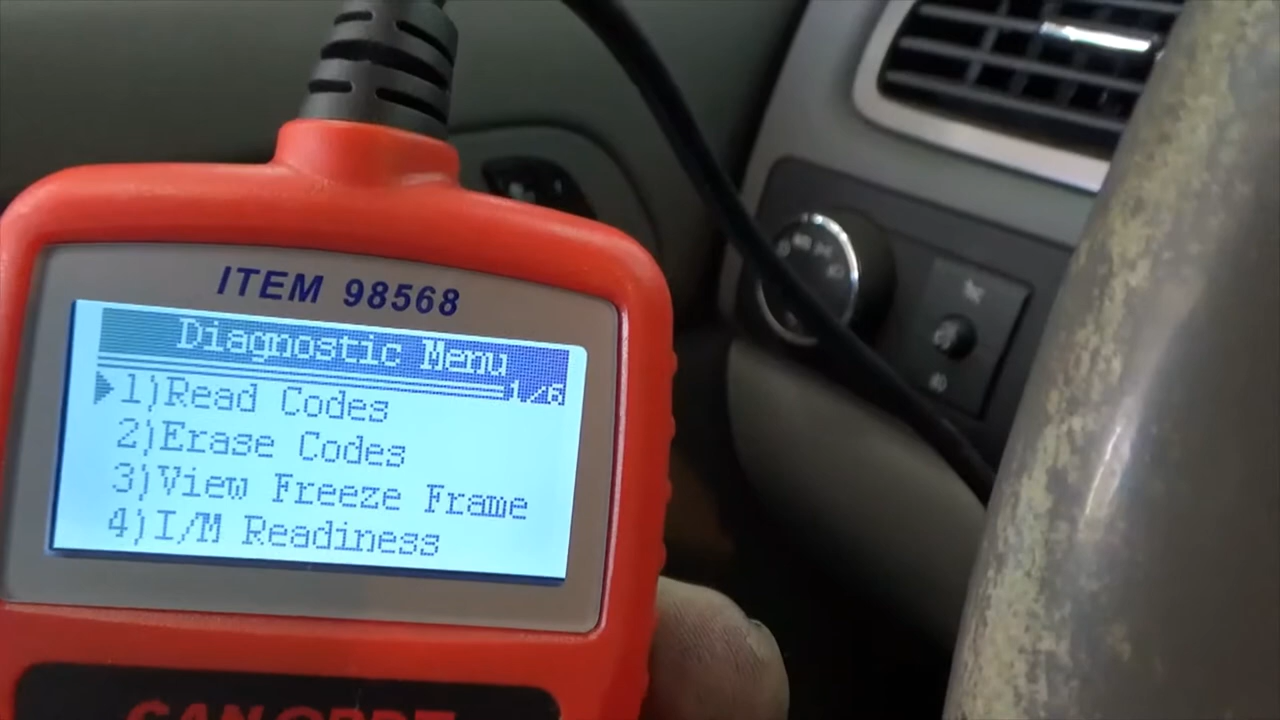 ITEM 98568
Diagnostic Menu
1/6
1)Read Codes
2)Erase Codes
3)View Freeze Frame
4)I/M Readiness